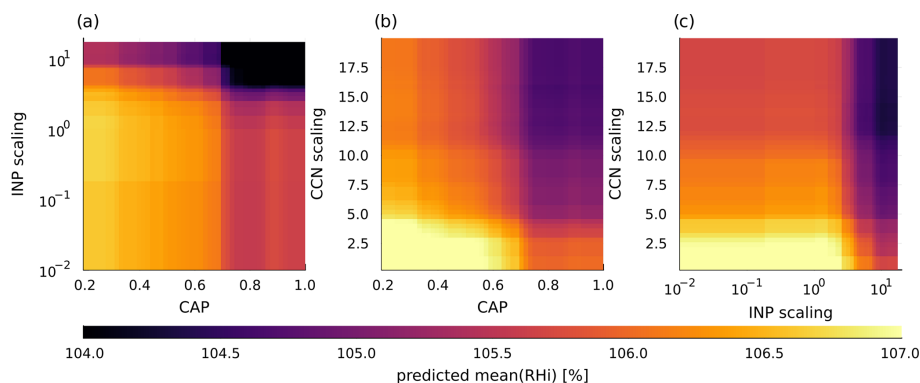 (a) (b) (c)
10¹
10⁰
10⁻¹
10⁻²
INP scaling
0.2 0.4 0.6 0.8 1.0
CAP
17.5
15.0
12.5
10.0
7.5
5.0
2.5
CCN scaling
0.2 0.4 0.6 0.8 1.0
CAP
17.5
15.0
12.5
10.0
7.5
5.0
2.5
CCN scaling
10⁻² 10⁻¹ 10⁰ 10¹
INP scaling
104.0 104.5 105.0 105.5 106.0 106.5 107.0
predicted mean(RHi) [%]